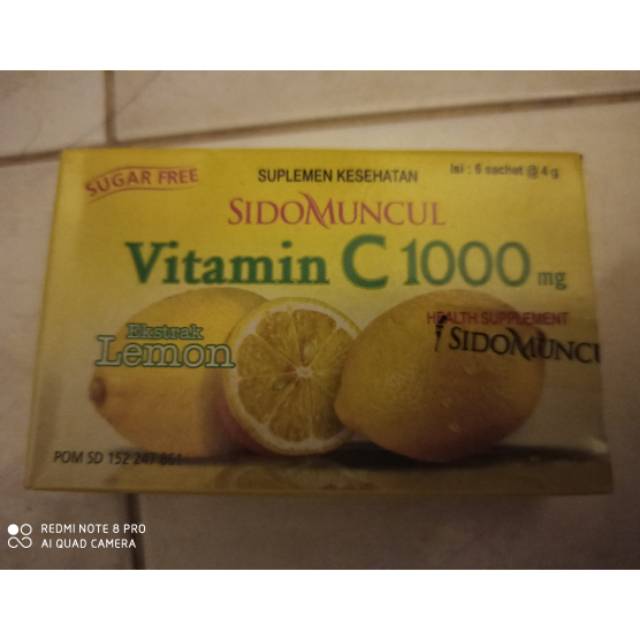 SUGAR FREE
SUPLEMEN KESEHATAN
Isi : 6 sachet @ 4 g
SIDOMUNCUL
Vitamin C 1000 mg
Ekstrak
Lemon
HEALTH SUPPLEMENT
SIDOMUNCU
POM SD 152 247 861
REDMI NOTE 8 PRO
AI QUAD CAMERA